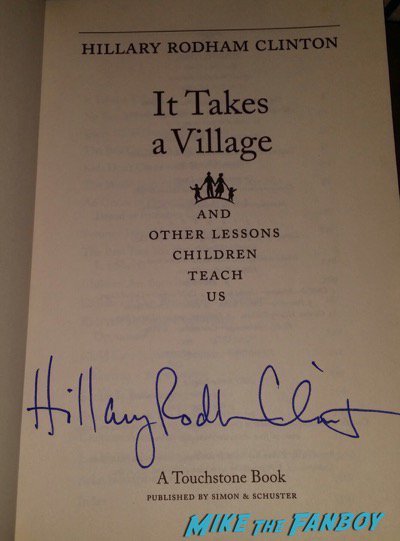 HILLARY RODHAM CLINTON
It Takes
a Village
AND
OTHER LESSONS
CHILDREN
TEACH
US
Hillary Rodham Clinton
A Touchstone Book
PUBLISHED BY SIMON & SCHUSTER
MIKE THE FANBOY